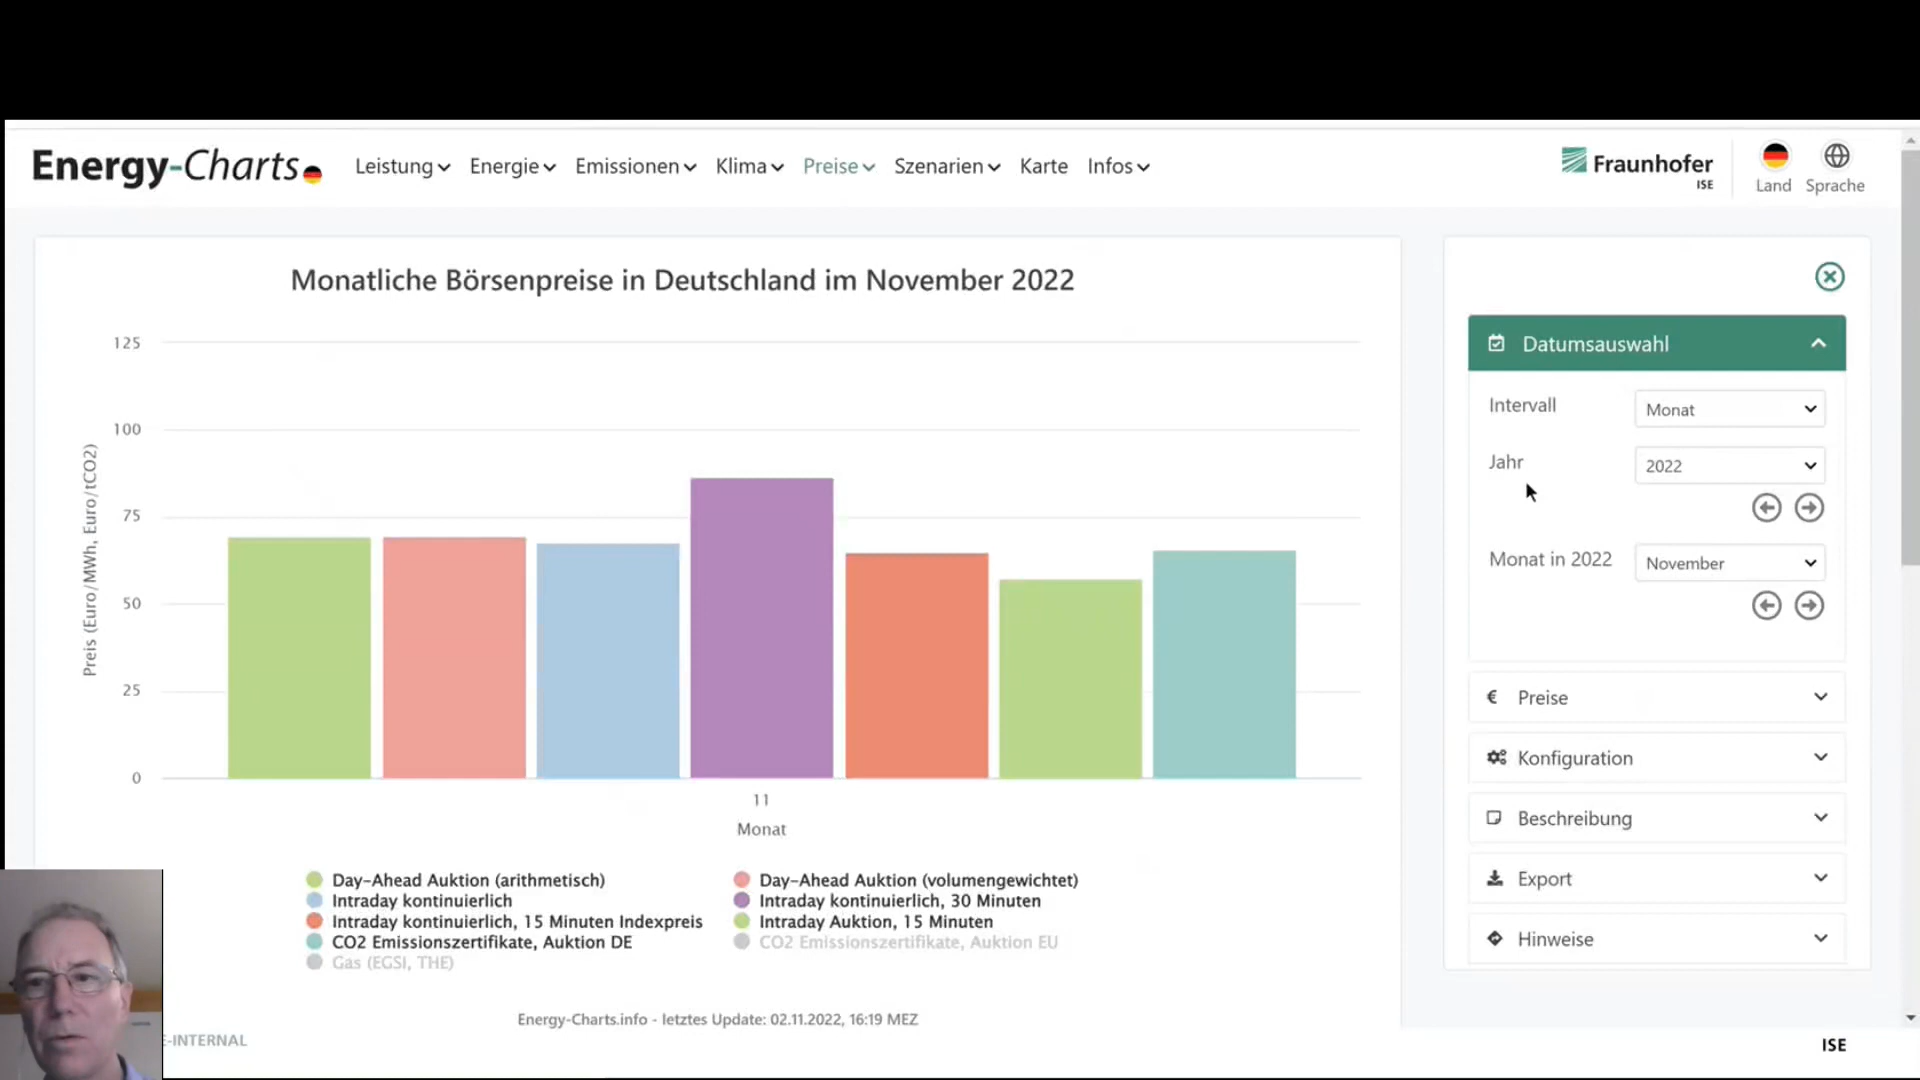 Energy-Charts
Leistung Energie Emissionen Klima Preise Szenarien Karte Infos
Fraunhofer
ISE
Land Sprache
Monatliche Börsenpreise in Deutschland im November 2022
125
100
75
50
25
0
Preis (Euro/MWh, Euro/tCO2)
11
Monat
Day-Ahead Auktion (arithmetisch)
Day-Ahead Auktion (volumengewichtet)
Intraday kontinuierlich
Intraday kontinuierlich, 30 Minuten
Intraday kontinuierlich, 15 Minuten Indexpreis
Intraday Auktion, 15 Minuten
CO2 Emissionszertifikate, Auktion DE
CO2 Emissionszertifikate, Auktion EU
Gas (EGSI, THE)
Energy-Charts.info - letztes Update: 02.11.2022, 16:19 MEZ
Datumsauswahl
Intervall Monat
Jahr 2022
Monat in 2022 November
€ Preise
Konfiguration
Beschreibung
Export
Hinweise
E-INTERNAL
ISE